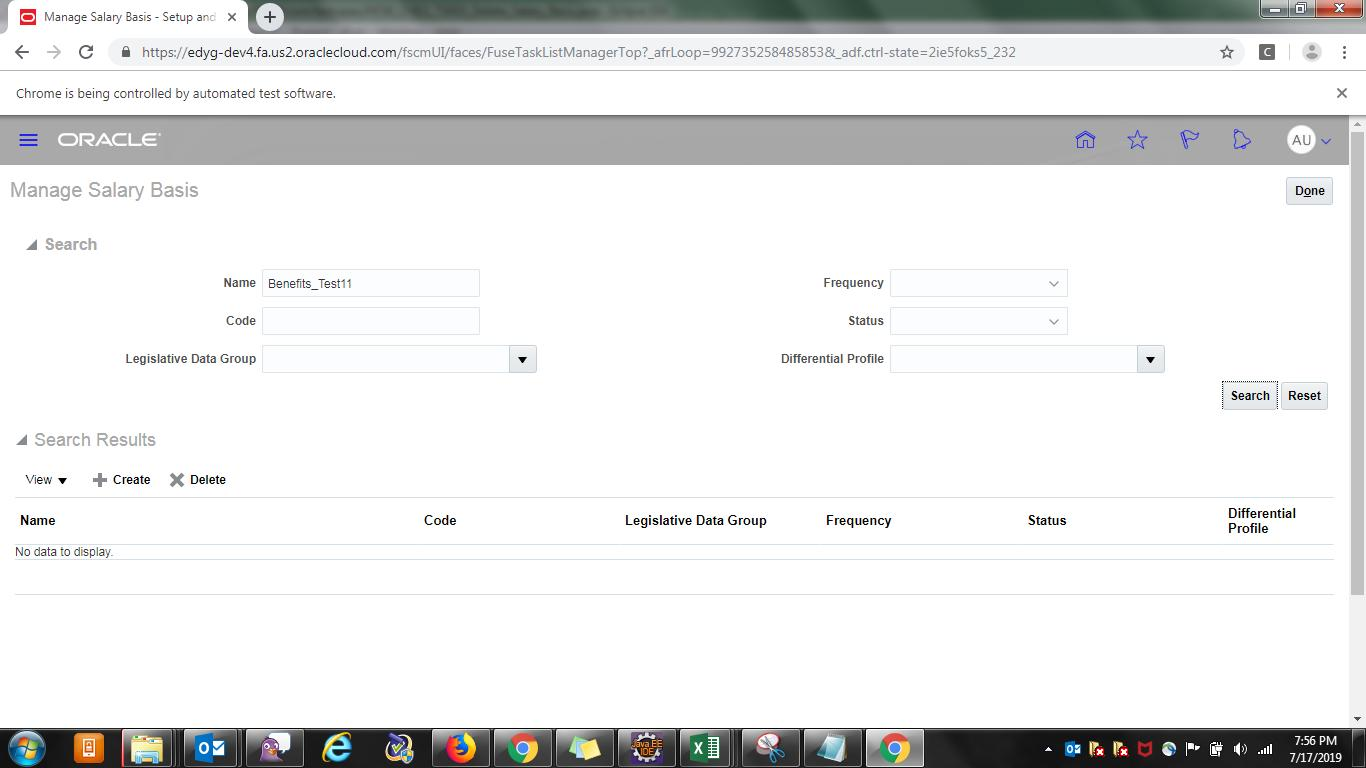 Manage Salary Basis - Setup and
https://edyg-dev4.fa.us2.oraclecloud.com/fscmUI/faces/FuseTaskListManagerTop?_afrLoop=992735258485853&_adf.ctrl-state=2ie5foks5_232
C
Chrome is being controlled by automated test software.
ORACLE
AU
Manage Salary Basis
Done
Search
Name Benefits_Test11 Frequency
Code Status
Legislative Data Group Differential Profile
Search Reset
Search Results
View Create Delete
Name Code Legislative Data Group Frequency Status Differential
Profile
No data to display.
Java EE
IDE
7:56 PM
7/17/2019